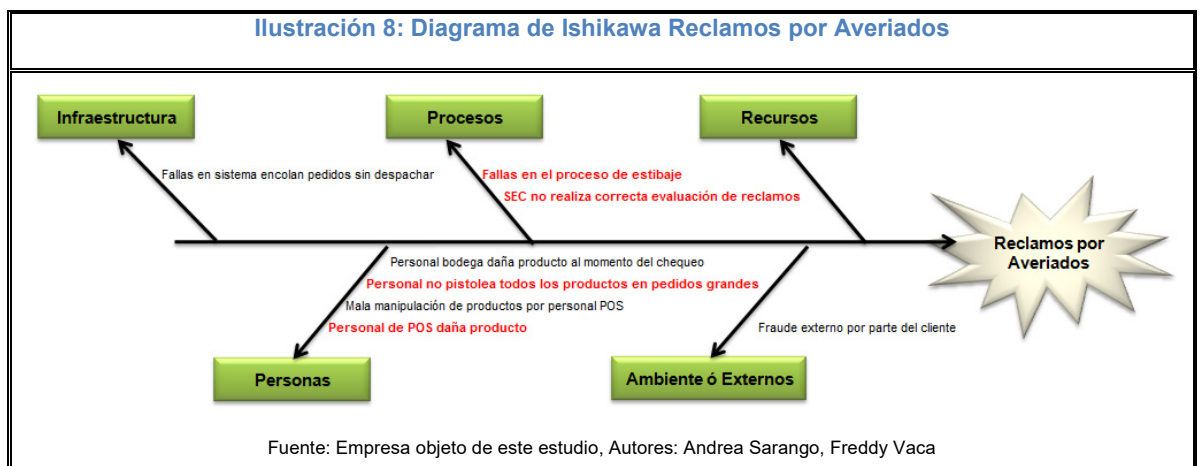 Ilustración 8: Diagrama de Ishikawa Reclamos por Averiados
Infraestructura
Procesos
Recursos
Fallas en sistema encolan pedidos sin despachar
Fallas en el proceso de estibaje
SEC no realiza correcta evaluación de reclamos
Reclamos por
Averiados
Personal bodega daña producto al momento del chequeo
Personal no pistolea todos los productos en pedidos grandes
Mala manipulación de productos por personal POS
Personal de POS daña producto
Fraude externo por parte del cliente
Personas
Ambiente ó Externos
Fuente: Empresa objeto de este estudio, Autores: Andrea Sarango, Freddy Vaca